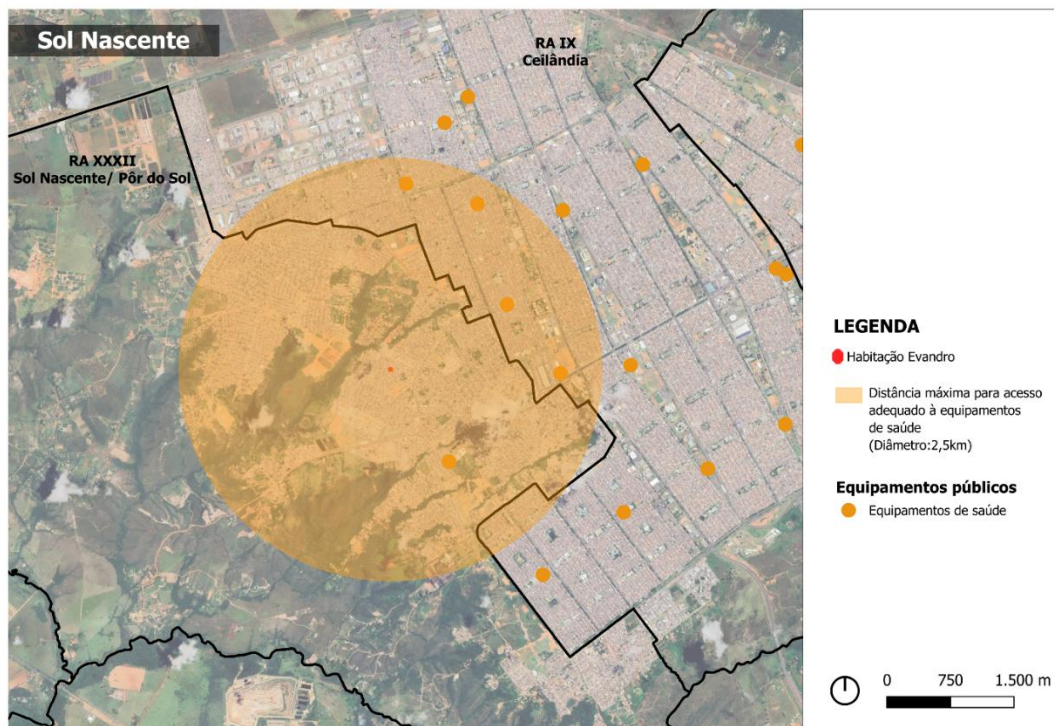 Sol Nascente
RA IX
Ceilândia
RA XXXII
Sol Nascente/ Pôr do Sol
LEGENDA
Habitação Evandro
Distância máxima para acesso
adequado à equipamentos
de saúde
(Diâmetro:2,5km)
Equipamentos públicos
Equipamentos de saúde
0 750 1.500 m